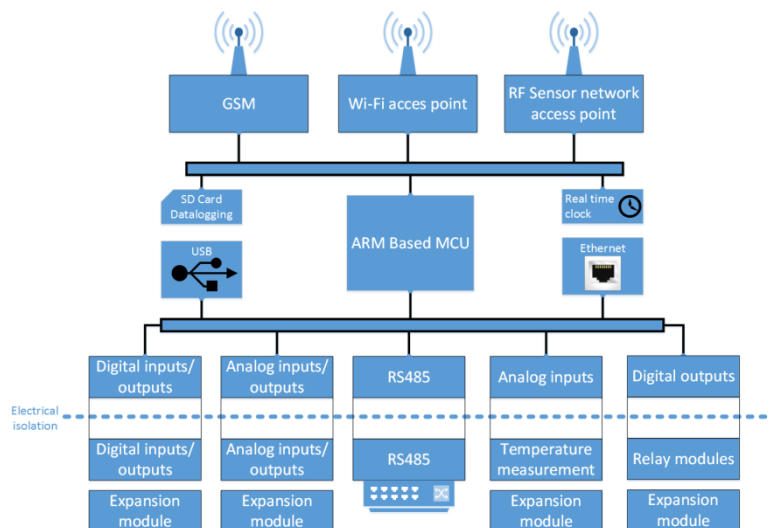 GSM
Wi-Fi acces point
RF Sensor network
access point
SD Card
Datalogging
ARM Based MCU
Real time
clock
USB
Ethernet
Digital inputs/
outputs
Analog inputs/
outputs
RS485
Analog inputs
Digital outputs
Electrical
isolation
Digital inputs/
outputs
Analog inputs/
outputs
RS485
Temperature
measurement
Relay modules
Expansion
module
Expansion
module
Expansion
module
Expansion
module